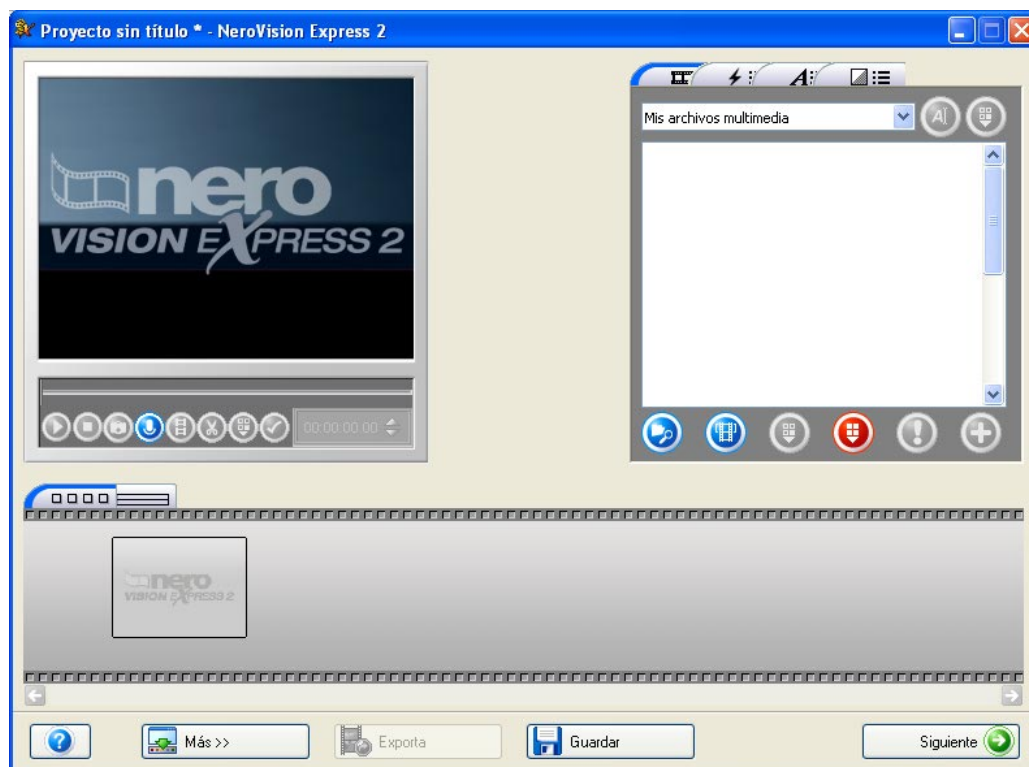 Proyecto sin título * - NeroVision Express 2
nero
VISION EXPRESS 2
Mis archivos multimedia
00:00:00.00
nero
VISION EXPRESS 2
Más >>
Exporta
Guardar
Siguiente